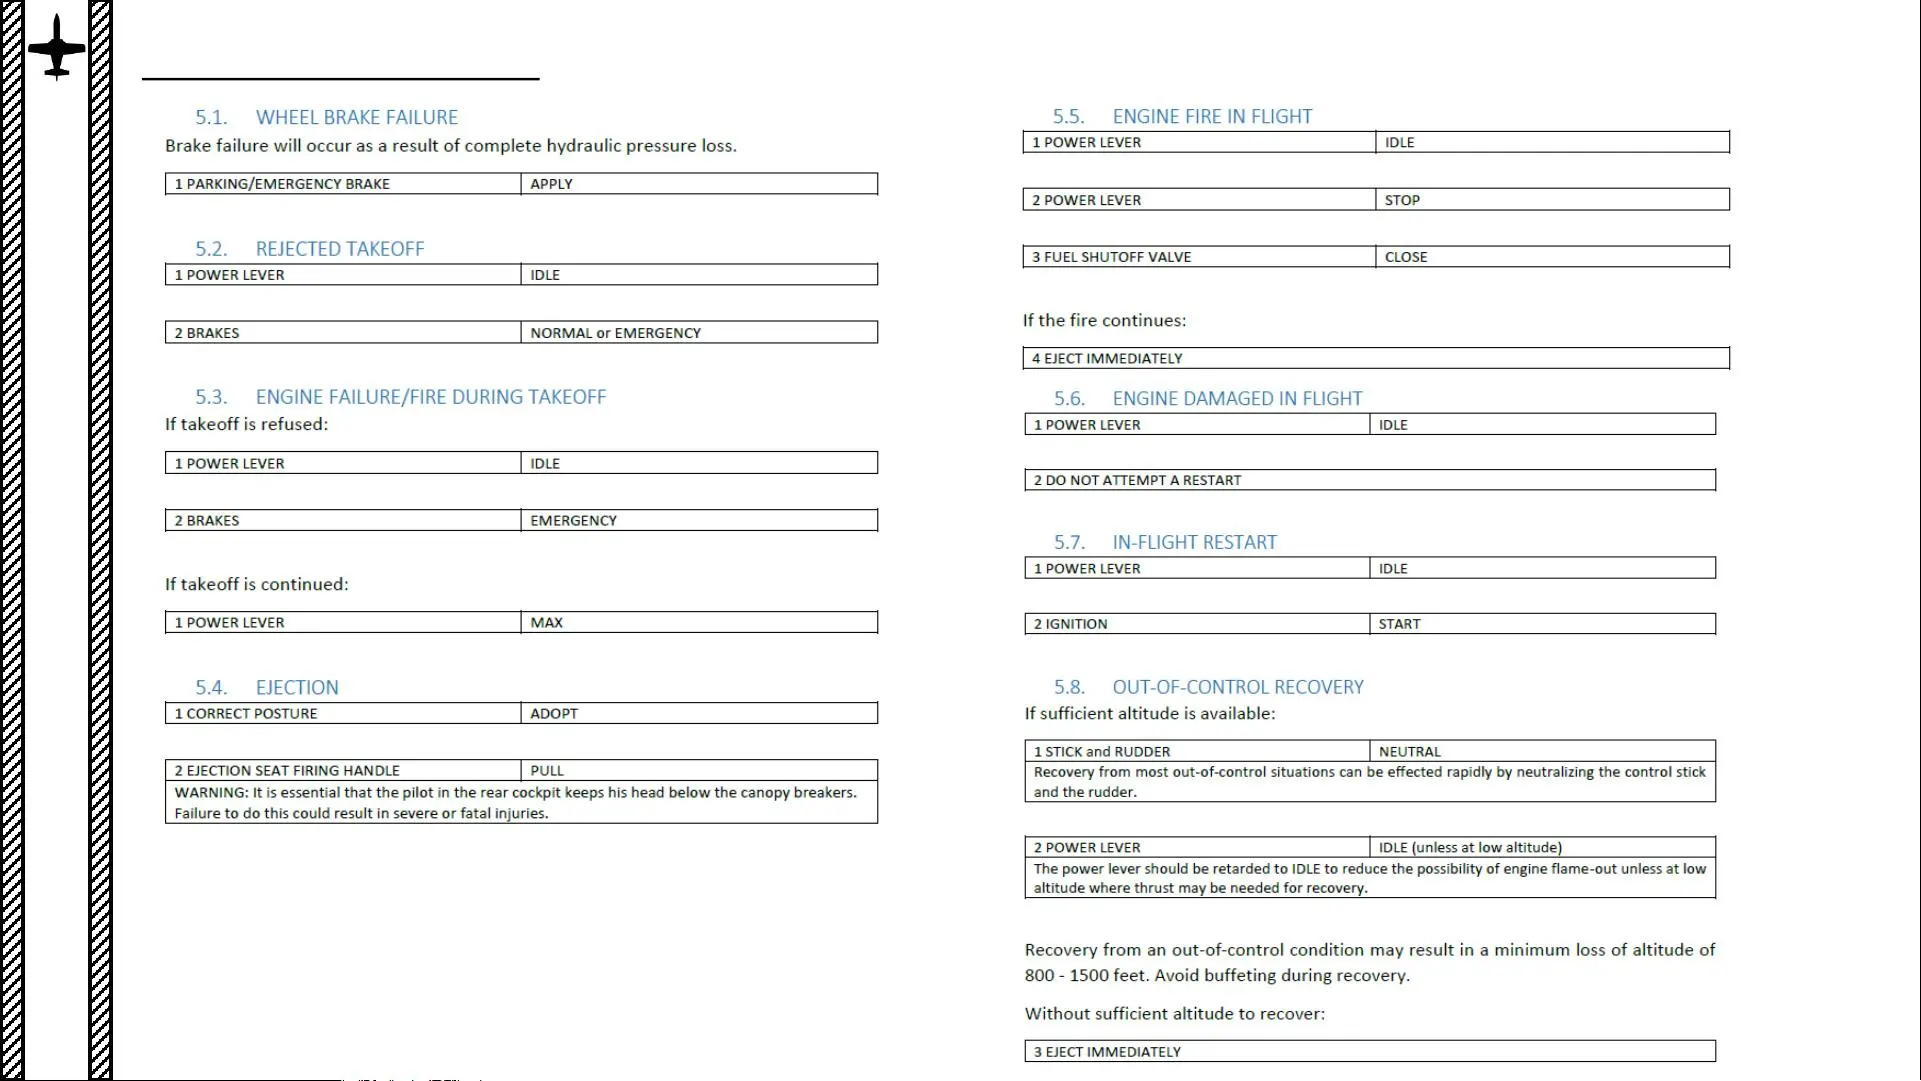 5.1. WHEEL BRAKE FAILURE
Brake failure will occur as a result of complete hydraulic pressure loss.
1 PARKING/EMERGENCY BRAKE APPLY
5.2. REJECTED TAKEOFF
1 POWER LEVER IDLE
2 BRAKES NORMAL or EMERGENCY
5.3. ENGINE FAILURE/FIRE DURING TAKEOFF
If takeoff is refused:
1 POWER LEVER IDLE
2 BRAKES EMERGENCY
If takeoff is continued:
1 POWER LEVER MAX
5.4. EJECTION
1 CORRECT POSTURE ADOPT
2 EJECTION SEAT FIRING HANDLE PULL
WARNING: It is essential that the pilot in the rear cockpit keeps his head below the canopy breakers.
Failure to do this could result in severe or fatal injuries.
5.5. ENGINE FIRE IN FLIGHT
1 POWER LEVER IDLE
2 POWER LEVER STOP
3 FUEL SHUTOFF VALVE CLOSE
If the fire continues:
4 EJECT IMMEDIATELY
5.6. ENGINE DAMAGED IN FLIGHT
1 POWER LEVER IDLE
2 DO NOT ATTEMPT A RESTART
5.7. IN-FLIGHT RESTART
1 POWER LEVER IDLE
2 IGNITION START
5.8. OUT-OF-CONTROL RECOVERY
If sufficient altitude is available:
1 STICK and RUDDER NEUTRAL
Recovery from most out-of-control situations can be effected rapidly by neutralizing the control stick
and the rudder.
2 POWER LEVER IDLE (unless at low altitude)
The power lever should be retarded to IDLE to reduce the possibility of engine flame-out unless at low
altitude where thrust may be needed for recovery.
Recovery from an out-of-control condition may result in a minimum loss of altitude of
800 - 1500 feet. Avoid buffeting during recovery.
Without sufficient altitude to recover:
3 EJECT IMMEDIATELY